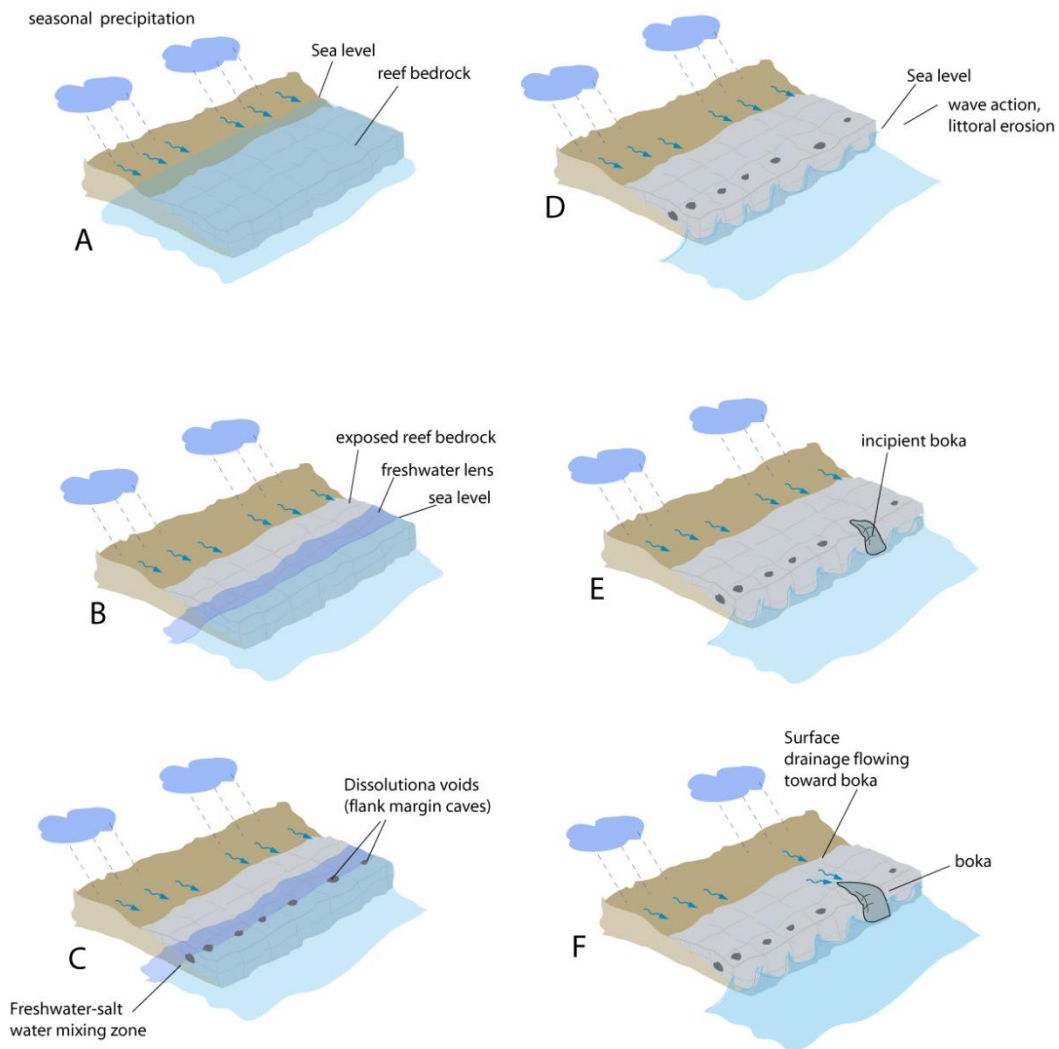 seasonal precipitation
Sea level
reef bedrock
A
exposed reef bedrock
freshwater lens
sea level
B
Dissolutiona voids
(flank margin caves)
C
Freshwater-salt
water mixing zone
Sea level
wave action,
littoral erosion
D
incipient boka
E
Surface
drainage flowing
toward boka
boka
F